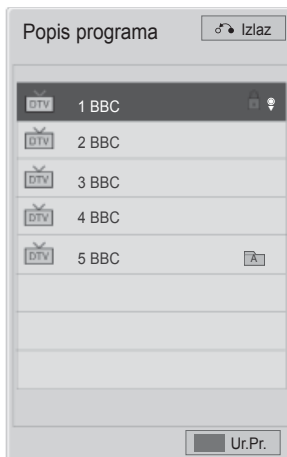 Popis programa
Izlaz
DTV 1 BBC
DTV 2 BBC
DTV 3 BBC
DTV 4 BBC
DTV 5 BBC A
Ur.Pr.